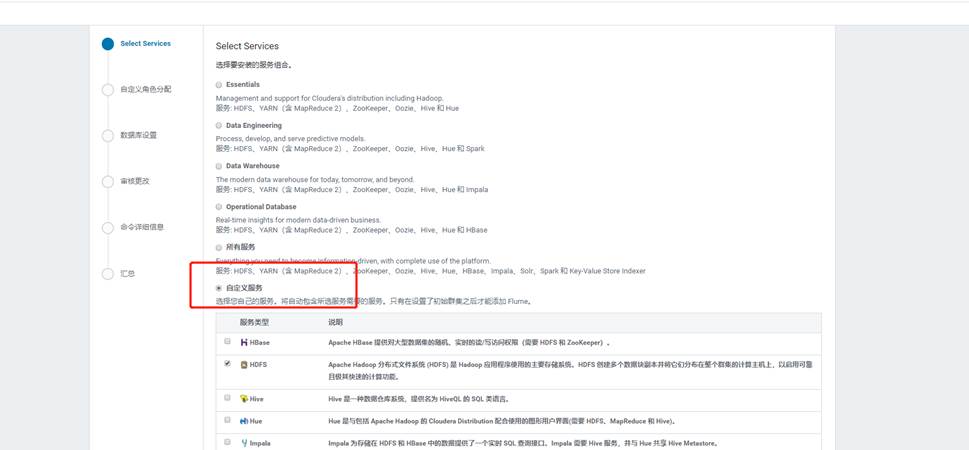 Select Services
自定义角色分配
数据库设置
审核更改
命令详细信息
汇总
Select Services
选择要安装的服务组合。
Essentials
Management and support for Cloudera's distribution including Hadoop.
服务: HDFS、YARN（含 MapReduce 2）、ZooKeeper、Oozie、Hive 和 Hue
Data Engineering
Process, develop, and serve predictive models.
服务: HDFS、YARN（含 MapReduce 2）、ZooKeeper、Oozie、Hive、Hue 和 Spark
Data Warehouse
The modern data warehouse for today, tomorrow, and beyond.
服务: HDFS、YARN（含 MapReduce 2）、ZooKeeper、Oozie、Hive、Hue 和 Impala
Operational Database
Real-time insights for modern data-driven business.
服务: HDFS、YARN（含 MapReduce 2）、ZooKeeper、Oozie、Hive、Hue 和 HBase
所有服务
Everything you need to become information-driven, with complete use of the platform.
服务: HDFS、YARN（含 MapReduce 2）、ZooKeeper、Oozie、Hive、Hue、HBase、Impala、Solr、Spark 和 Key-Value Store Indexer
自定义服务
选择您自己的服务。将自动包含所选服务需要的服务。只有在设置了初始群集之后才能添加 Flume。
服务类型 说明
HBase Apache HBase 提供对大型数据集的随机、实时的读/写访问权限（需要 HDFS 和 ZooKeeper）。
HDFS Apache Hadoop 分布式文件系统 (HDFS) 是 Hadoop 应用程序使用的主要存储系统。HDFS 创建多个数据块副本并将它们分布在整个群集的计算主机上，以启用可靠
且极其快速的计算功能。
Hive Hive 是一种数据仓库系统，提供名为 HiveQL 的 SQL 类语言。
Hue Hue 是与包括 Apache Hadoop 的 Cloudera Distribution 配合使用的图形用户界面(需要 HDFS、MapReduce 和 Hive)。
Impala Impala 为存储在 HDFS 和 HBase 中的数据提供了一个实时 SQL 查询接口。Impala 需要 Hive 服务，并与 Hue 共享 Hive Metastore。